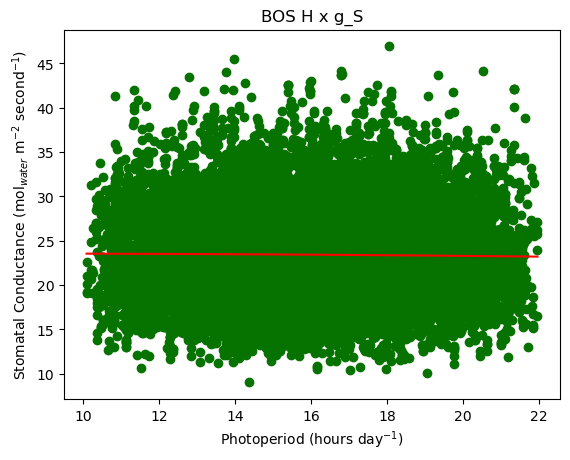 BOS H x g_S
Stomatal Conductance (mol_water m⁻² second⁻¹)
45
40
35
30
25
20
15
10
10 12 14 16 18 20 22
Photoperiod (hours day⁻¹)